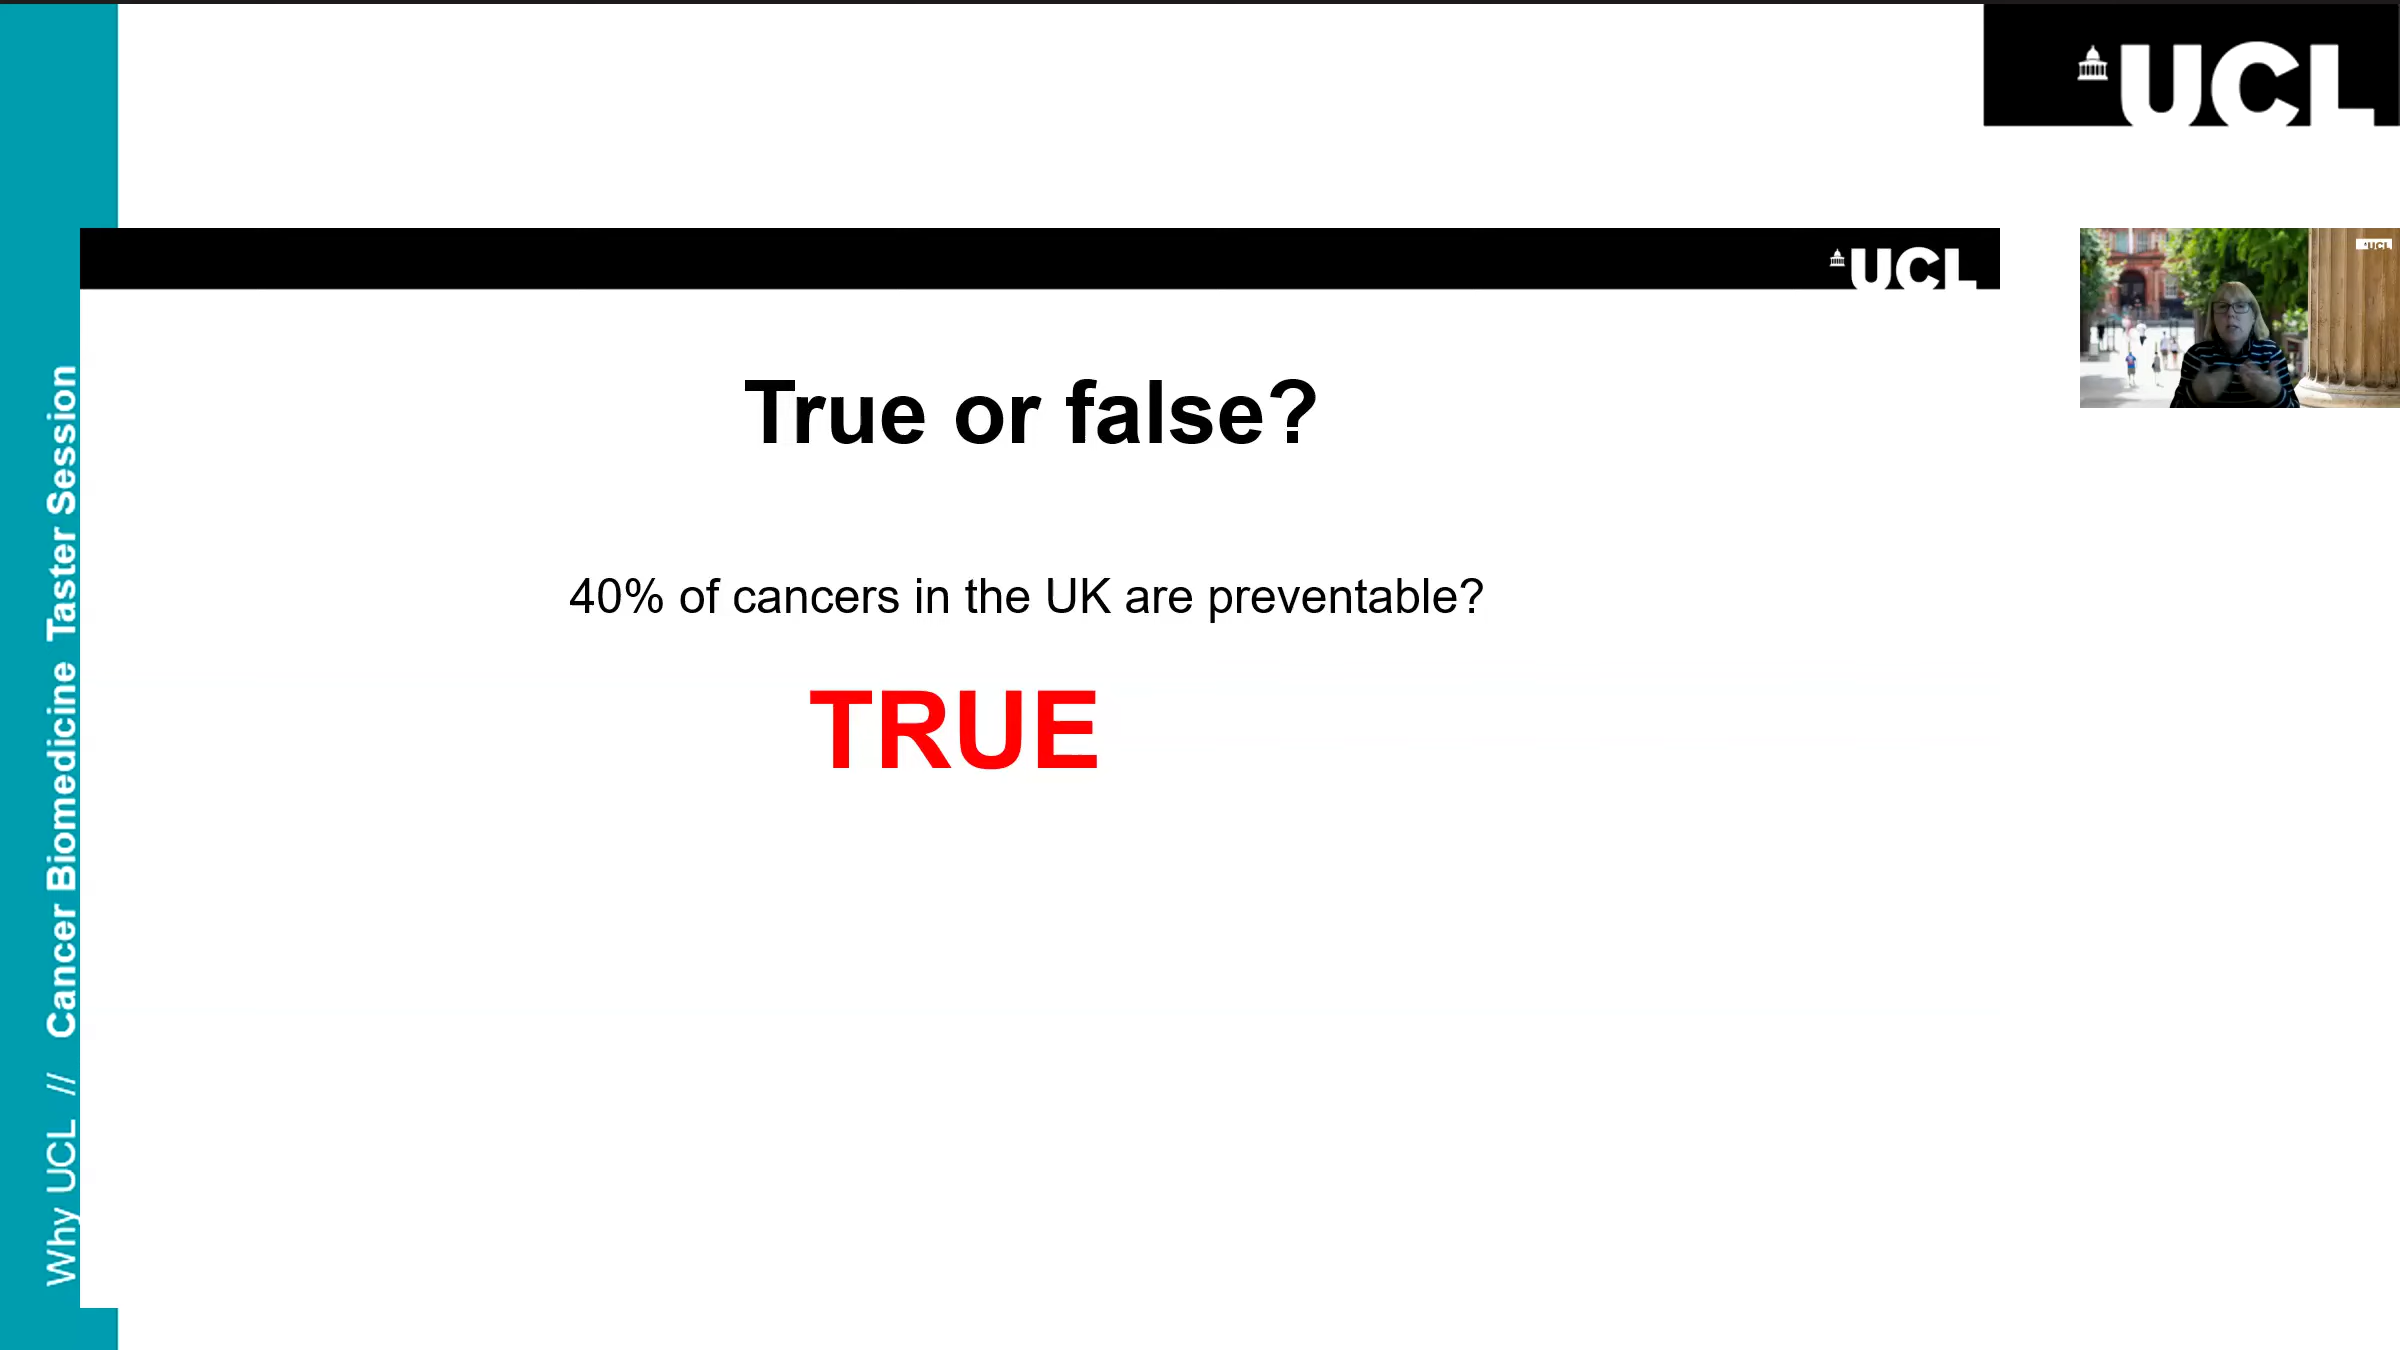 UCL
UCL
UCL
True or false?
40% of cancers in the UK are preventable?
TRUE
Why UCL // Cancer Biomedicine Taster Session